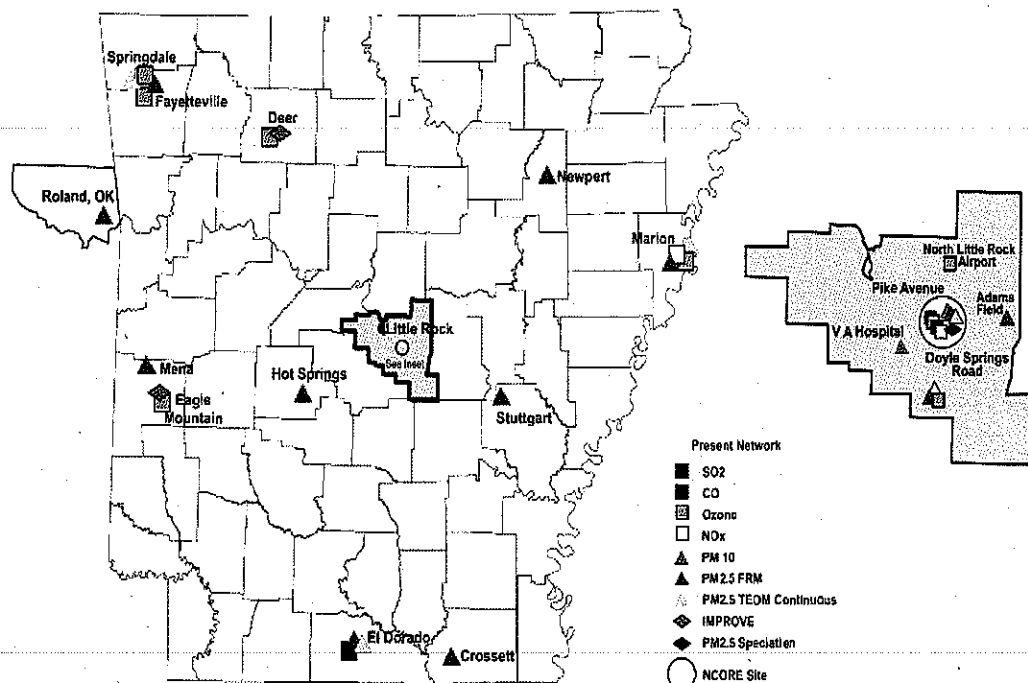 Springdale
Fayetteville
Deer
Newport
Roland, OK
Marion
North Little Rock
Airport
Pike Avenue
Adams
Field
Little Rock
See Inset
V A Hospital
Doyle Springs
Road
Mena
Hot Springs
Eagle
Mountain
Stuttgart
Present Network
SO2
CO
Ozone
NOx
PM 10
PM2.5 FRM
PM2.5 TEOM Continuous
IMPROVE
PM2.5 Speciation
NCORE Site
El Dorado
Crossett